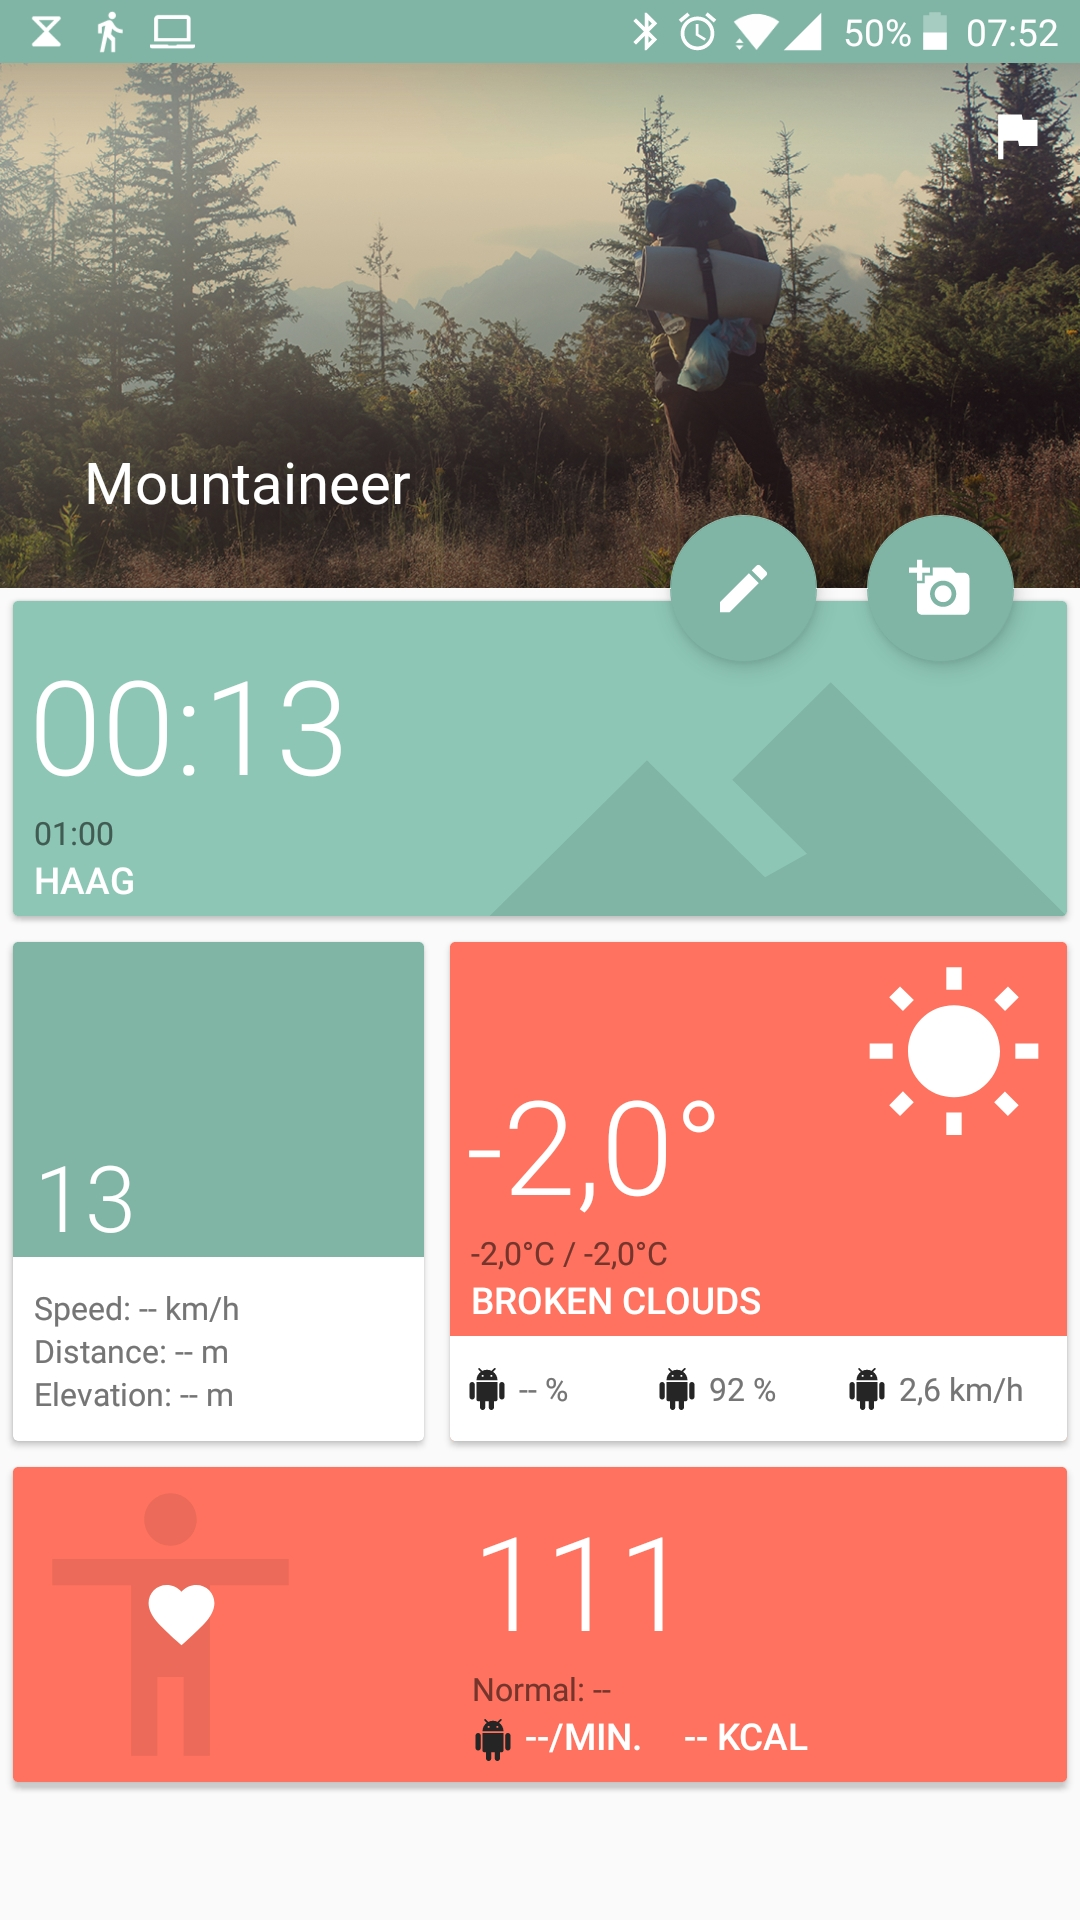 50% 07:52
Mountaineer
00:13
01:00
HAAG
13
Speed: -- km/h
Distance: -- m
Elevation: -- m
-2,0°
-2,0°C / -2,0°C
BROKEN CLOUDS
-- % 92 % 2,6 km/h
111
Normal: --
--/MIN. -- KCAL